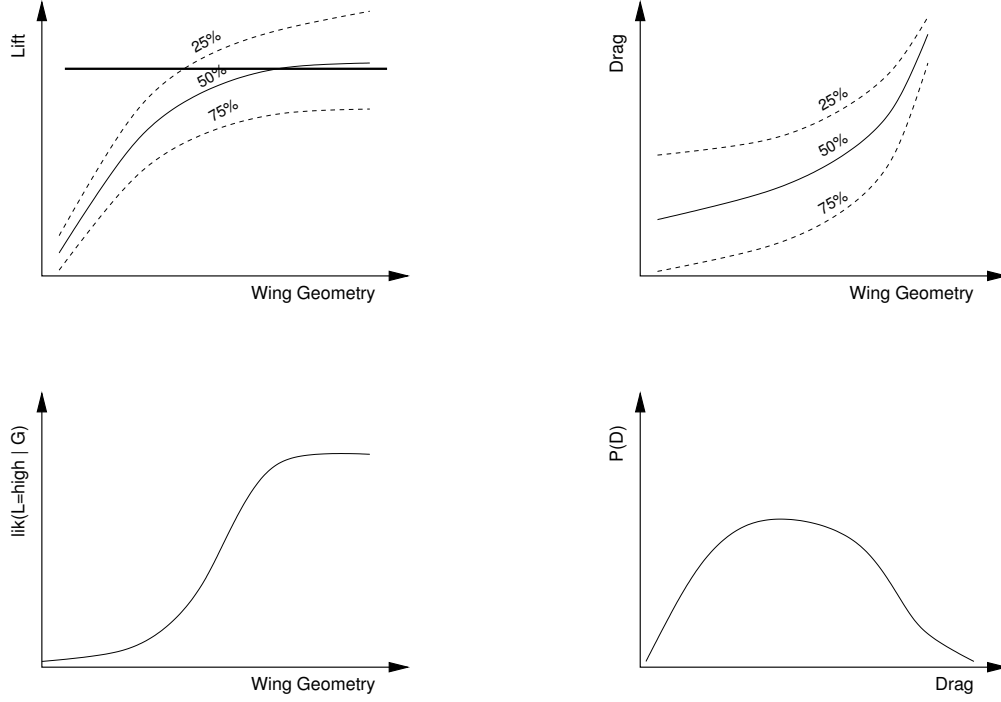 Lift
25%
50%
75%
Wing Geometry
Drag
25%
50%
75%
Wing Geometry
lik(L=high | G)
Wing Geometry
P(D)
Drag